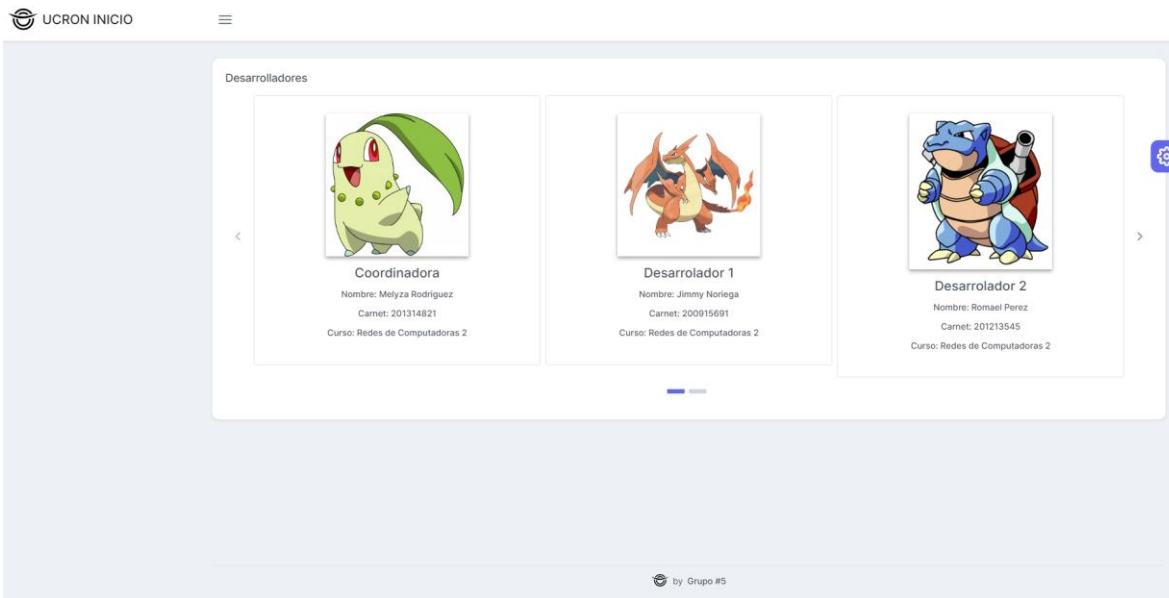 UCRON INICIO
Desarrolladores
Coordinadora
Nombre: Melyza Rodriguez
Carnet: 201314821
Curso: Redes de Computadoras 2
Desarrolador 1
Nombre: Jimmy Noriega
Carnet: 200915691
Curso: Redes de Computadoras 2
Desarrolador 2
Nombre: Romael Perez
Carnet: 201213545
Curso: Redes de Computadoras 2
by Grupo #5